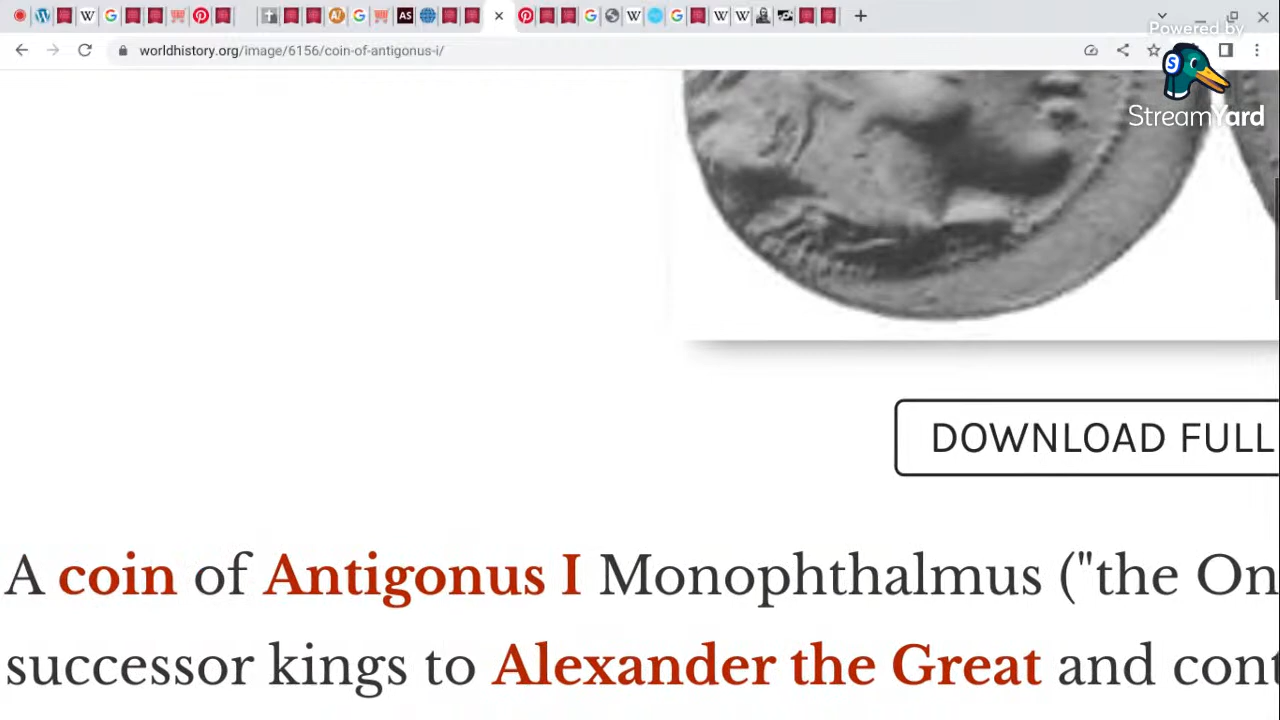 Powered by
StreamYard
worldhistory.org/image/6156/coin-of-antigonus-i/
DOWNLOAD FULL
A coin of Antigonus I Monophthalmus ("the On
successor kings to Alexander the Great and cont